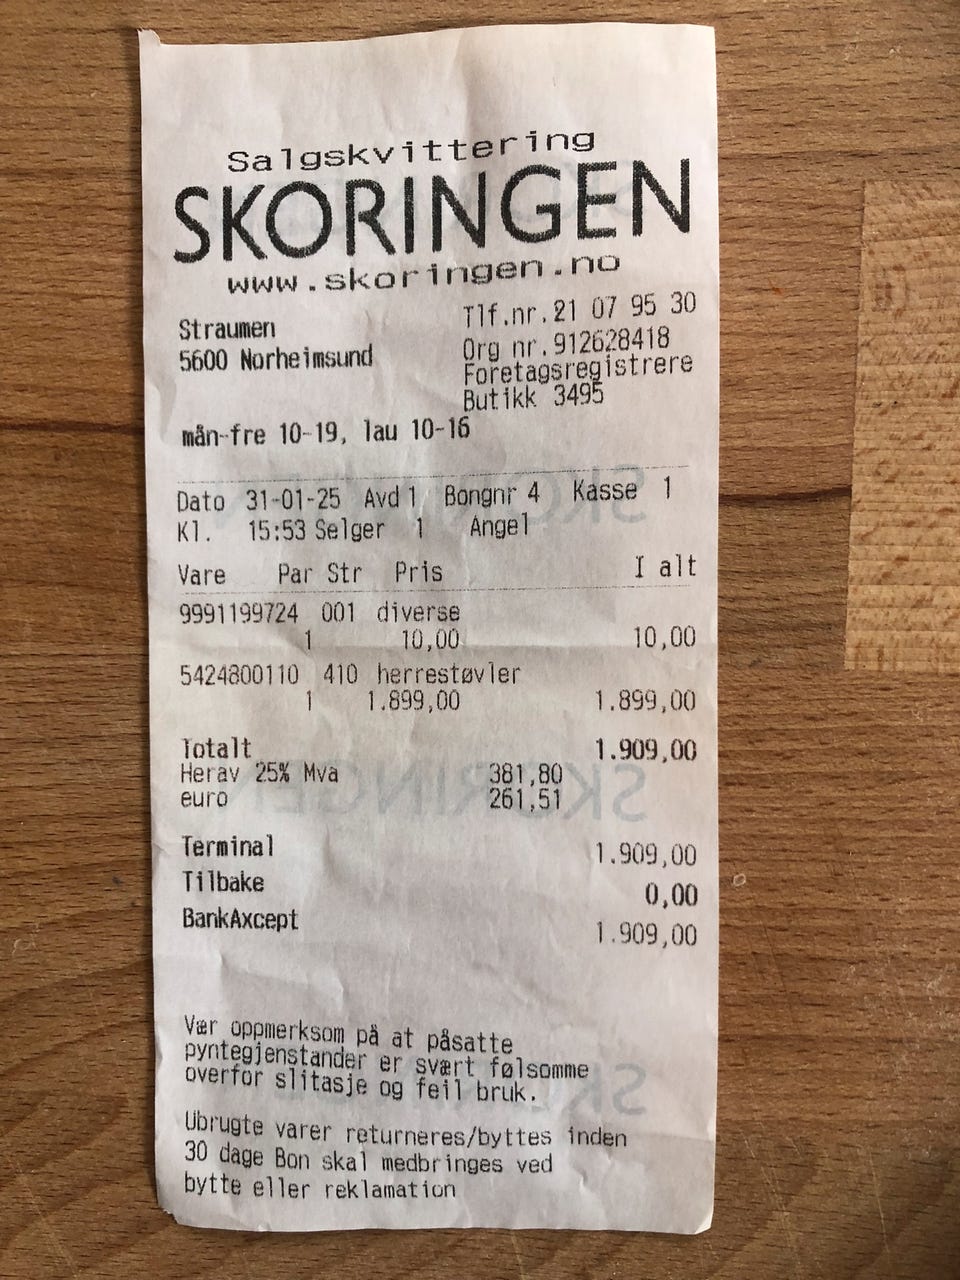 Salgskvittering
SKORINGEN
www.skoringen.no
Straumen
5600 Norheimsund
Tlf.nr.21 07 95 30
Org nr.912628418
Foretagsregistrere
Butikk 3495
mån-fre 10-19, lau 10-16
Dato 31-01-25 Avd 1 Bongnr 4 Kasse 1
Kl. 15:53 Selger 1 Angel
Vare Par Str Pris I alt
9991199724 001 diverse
1 10,00 10,00
5424800110 410 herrestøvler
1 1.899,00 1.899,00
Totalt 1.909,00
Herav 25% Mva 381,80
euro 261,51
Terminal 1.909,00
Tilbake 0,00
BankAxcept 1.909,00
Vær oppmerksom på at påsatte
pyntegjenstander er svært følsomme
overfor slitasje og feil bruk.
Ubrugte varer returneres/byttes inden
30 dage Bon skal medbringes ved
bytte eller reklamation